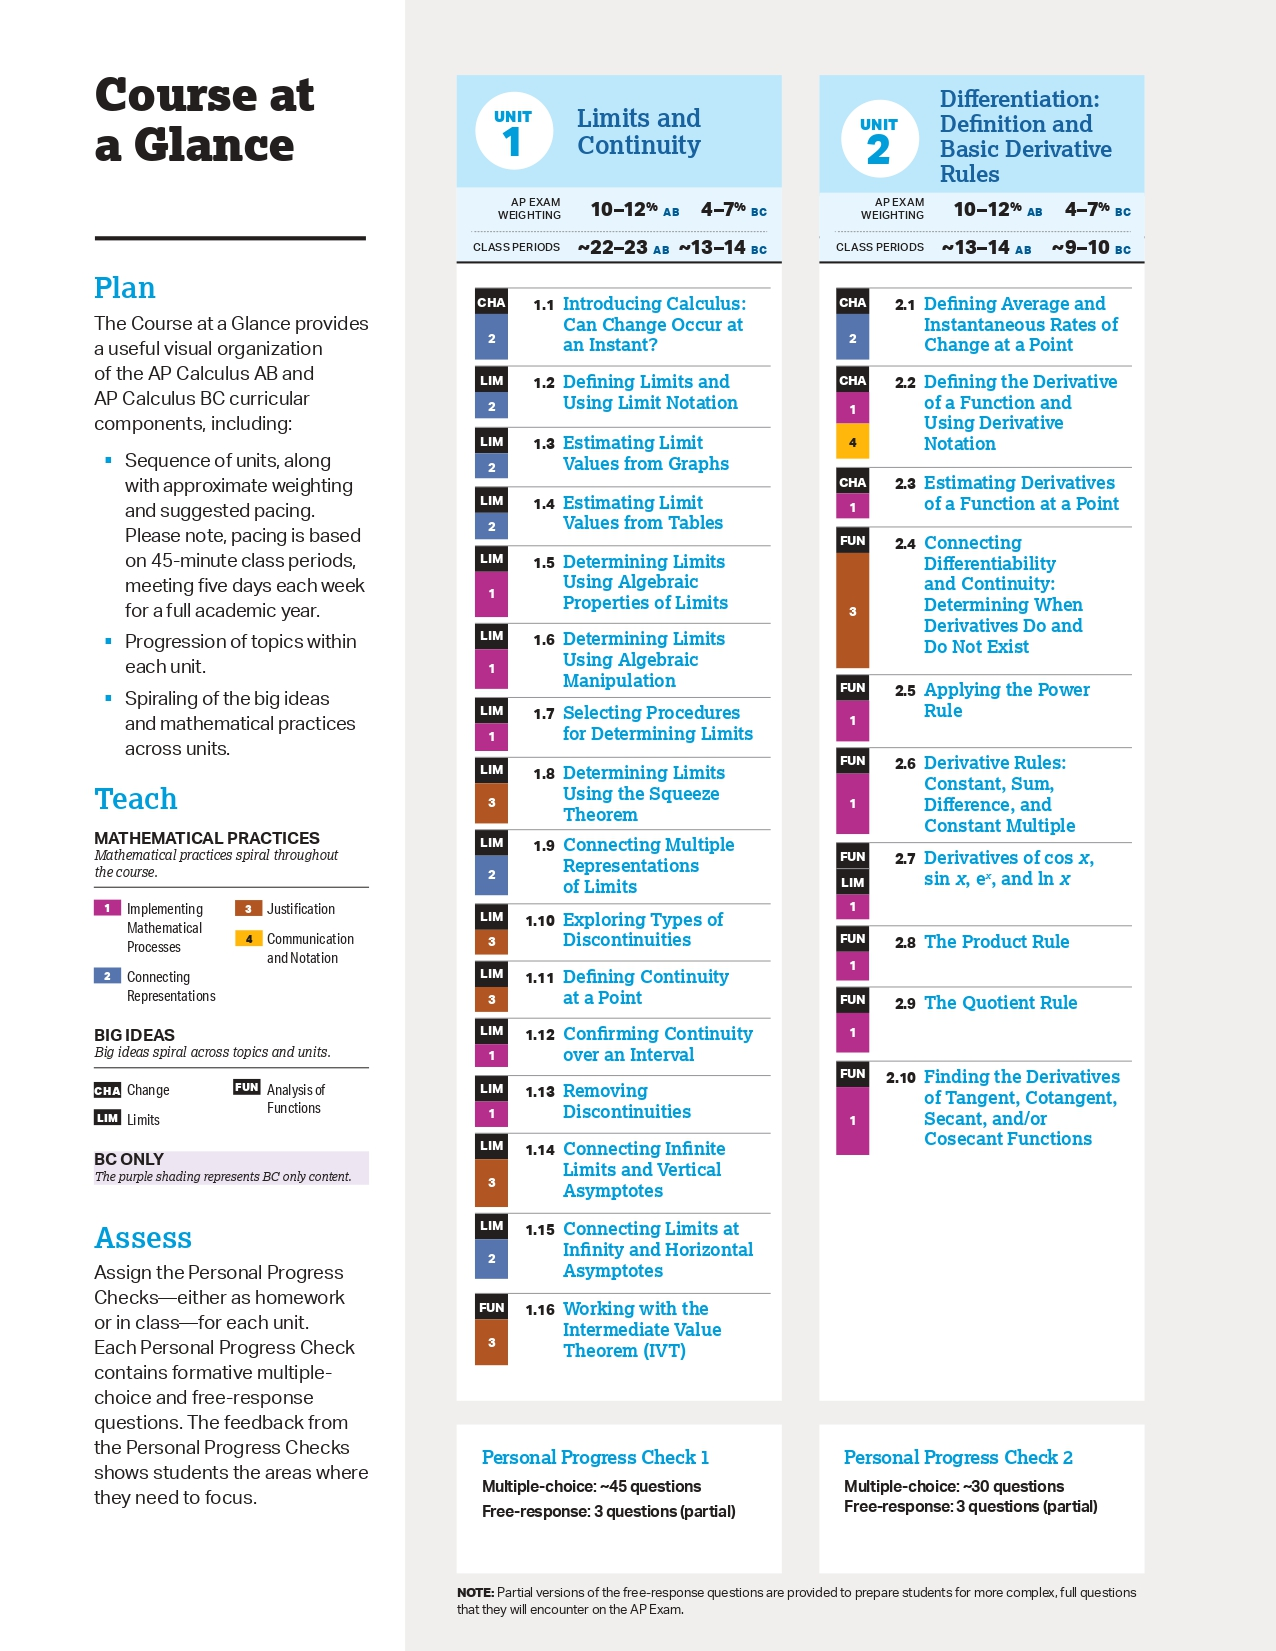 Course at
a Glance
Plan
The Course at a Glance provides
a useful visual organization
of the AP Calculus AB and
AP Calculus BC curricular
components, including:
▪ Sequence of units, along
with approximate weighting
and suggested pacing.
Please note, pacing is based
on 45-minute class periods,
meeting five days each week
for a full academic year.
▪ Progression of topics within
each unit.
▪ Spiraling of the big ideas
and mathematical practices
across units.
Teach
MATHEMATICAL PRACTICES
Mathematical practices spiral throughout
the course.
1 Implementing
Mathematical
Processes
2 Connecting
Representations
3 Justification
4 Communication
and Notation
BIG IDEAS
Big ideas spiral across topics and units.
CHA Change
LIM Limits
FUN Analysis of
Functions
BC ONLY
The purple shading represents BC only content.
Assess
Assign the Personal Progress
Checks—either as homework
or in class—for each unit.
Each Personal Progress Check
contains formative multiple-
choice and free-response
questions. The feedback from
the Personal Progress Checks
shows students the areas where
they need to focus.
UNIT
1
Limits and
Continuity
AP EXAM
WEIGHTING
10–12% AB 4–7% BC
CLASS PERIODS ~22–23 AB ~13–14 BC
CHA
2
1.1 Introducing Calculus:
Can Change Occur at
an Instant?
LIM
2
1.2 Defining Limits and
Using Limit Notation
LIM
2
1.3 Estimating Limit
Values from Graphs
LIM
2
1.4 Estimating Limit
Values from Tables
LIM
1
1.5 Determining Limits
Using Algebraic
Properties of Limits
LIM
1
1.6 Determining Limits
Using Algebraic
Manipulation
LIM
1
1.7 Selecting Procedures
for Determining Limits
LIM
3
1.8 Determining Limits
Using the Squeeze
Theorem
LIM
2
1.9 Connecting Multiple
Representations
of Limits
LIM
3
1.10 Exploring Types of
Discontinuities
LIM
3
1.11 Defining Continuity
at a Point
LIM
1
1.12 Confirming Continuity
over an Interval
LIM
1
1.13 Removing
Discontinuities
LIM
3
1.14 Connecting Infinite
Limits and Vertical
Asymptotes
LIM
2
1.15 Connecting Limits at
Infinity and Horizontal
Asymptotes
FUN
3
1.16 Working with the
Intermediate Value
Theorem (IVT)
Personal Progress Check 1
Multiple-choice: ~45 questions
Free-response: 3 questions (partial)
UNIT
2
Differentiation:
Definition and
Basic Derivative
Rules
AP EXAM
WEIGHTING
10–12% AB 4–7% BC
CLASS PERIODS ~13–14 AB ~9–10 BC
CHA
2
2.1 Defining Average and
Instantaneous Rates of
Change at a Point
CHA
1
4
2.2 Defining the Derivative
of a Function and
Using Derivative
Notation
CHA
1
2.3 Estimating Derivatives
of a Function at a Point
FUN
3
2.4 Connecting
Differentiability
and Continuity:
Determining When
Derivatives Do and
Do Not Exist
FUN
1
2.5 Applying the Power
Rule
FUN
1
2.6 Derivative Rules:
Constant, Sum,
Difference, and
Constant Multiple
FUN
LIM
1
2.7 Derivatives of cos x,
sin x, eˣ, and ln x
FUN
1
2.8 The Product Rule
FUN
1
2.9 The Quotient Rule
FUN
1
2.10 Finding the Derivatives
of Tangent, Cotangent,
Secant, and/or
Cosecant Functions
Personal Progress Check 2
Multiple-choice: ~30 questions
Free-response: 3 questions (partial)
NOTE: Partial versions of the free-response questions are provided to prepare students for more complex, full questions
that they will encounter on the AP Exam.